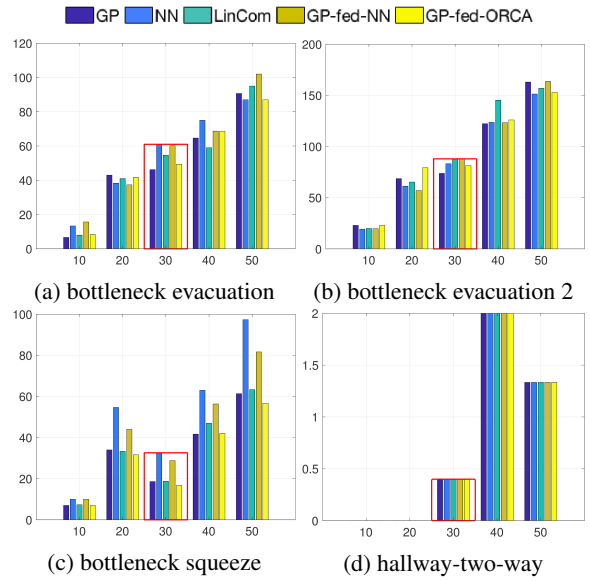 GP NN LinCom GP-fed-NN GP-fed-ORCA
120
100
80
60
40
20
0
10 20 30 40 50
(a) bottleneck evacuation
200
150
100
50
0
10 20 30 40 50
(b) bottleneck evacuation 2
100
80
60
40
20
0
10 20 30 40 50
(c) bottleneck squeeze
2
1.5
1
0.5
0
10 20 30 40 50
(d) hallway-two-way